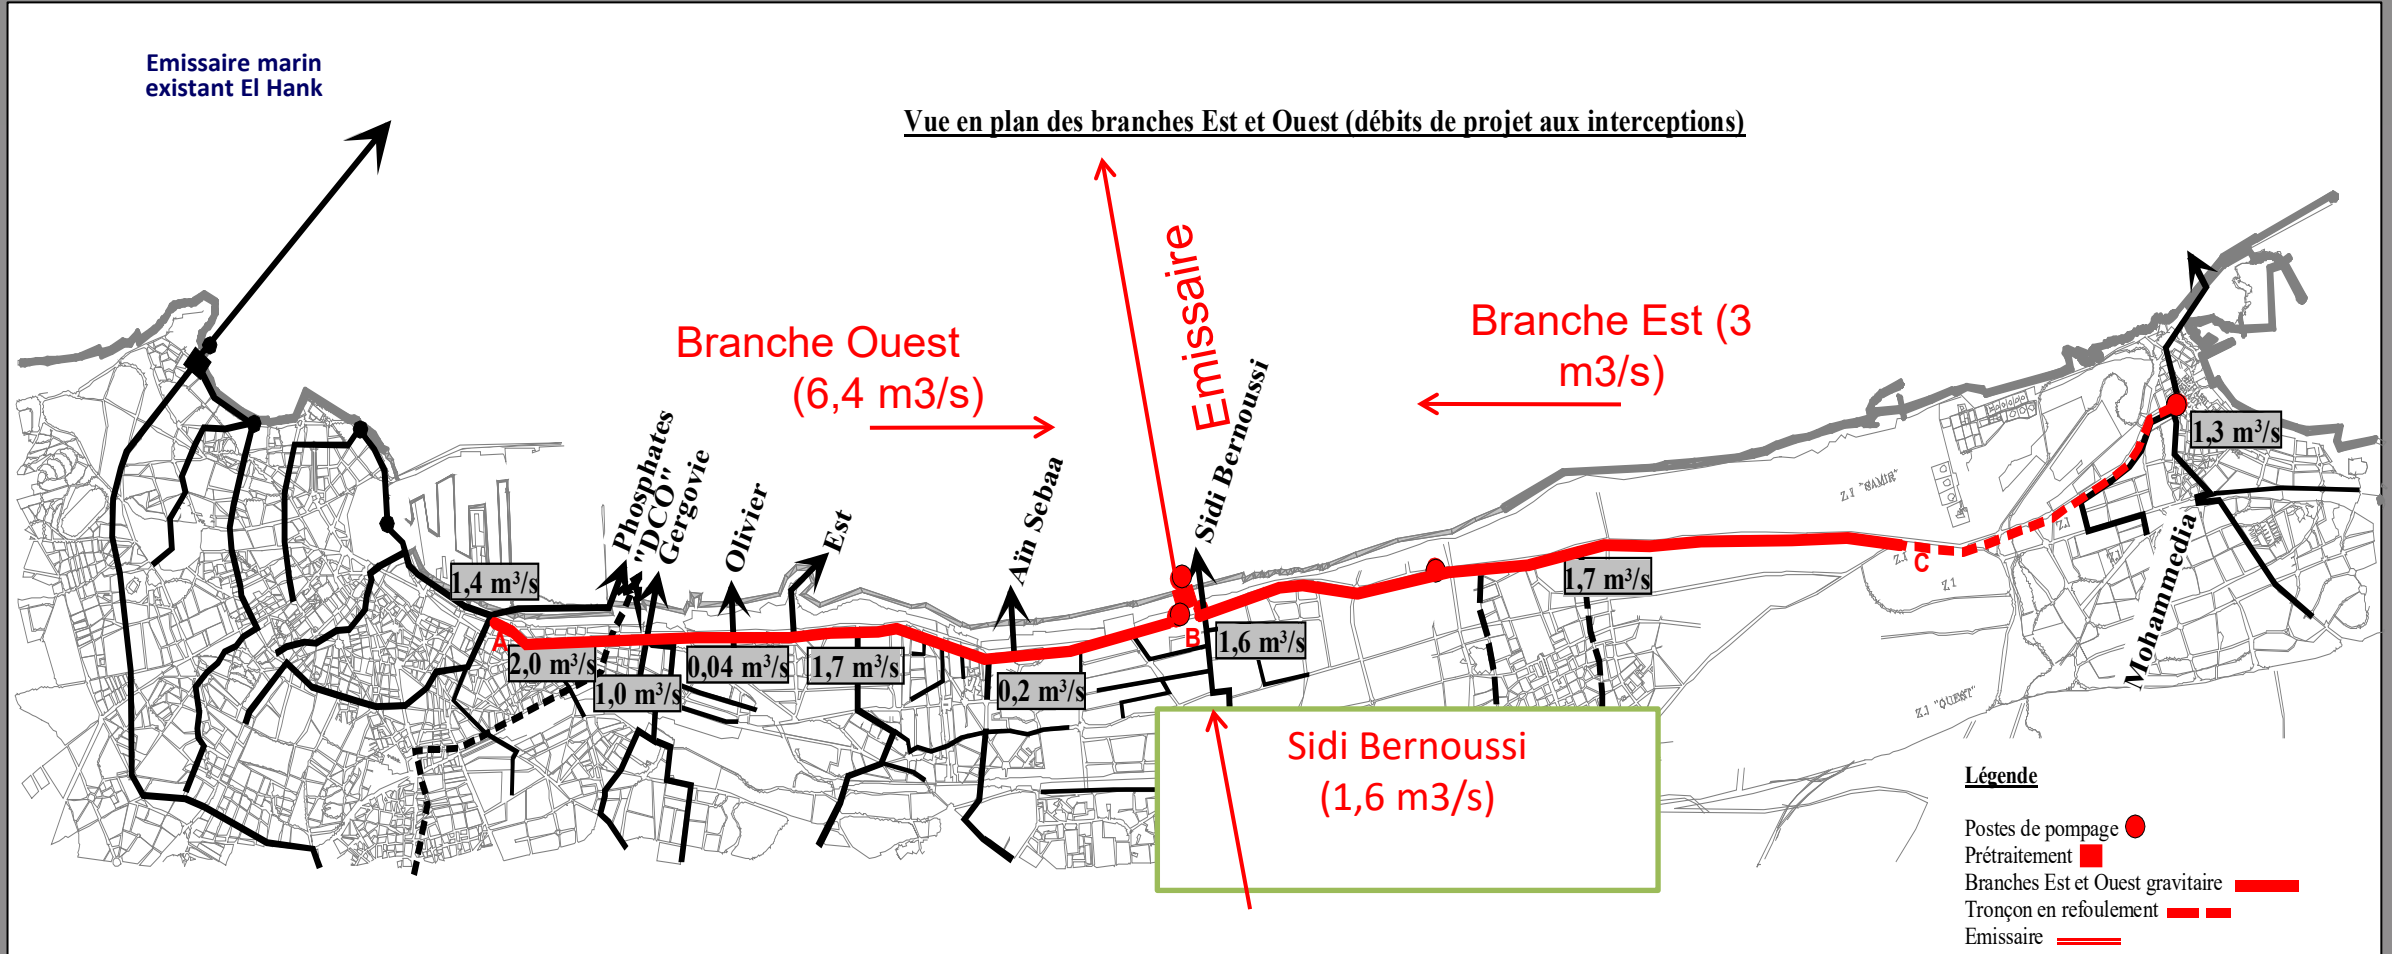 Emissaire marin
existant El Hank
Vue en plan des branches Est et Ouest (débits de projet aux interceptions)
Emissaire
Branche Ouest
(6,4 m3/s)
Branche Est (3
m3/s)
Phosphates
"DCO"
Gergovie
Olivier
Est
Aïn Sebaa
Sidi Bernoussi
Mohammedia
1,3 m³/s
Z.I "SAMIR"
1,4 m³/s
1,7 m³/s
Z.I
Z.I
Z.I
Z.I
C
A
B
2,0 m³/s
1,0 m³/s
0,04 m³/s
1,7 m³/s
0,2 m³/s
1,6 m³/s
Z.I "OUEST"
Sidi Bernoussi
(1,6 m3/s)
Légende
Postes de pompage
Prétraitement
Branches Est et Ouest gravitaire
Tronçon en refoulement
Emissaire